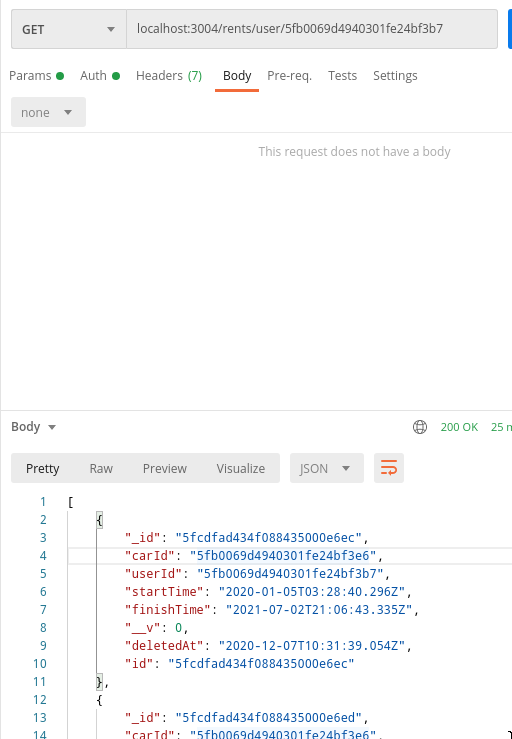 GET localhost:3004/rents/user/5fb0069d4940301fe24bf3b7
Params Auth Headers (7) Body Pre-req. Tests Settings
none
This request does not have a body
Body 200 OK 25 m
Pretty Raw Preview Visualize JSON
1 [
2 {
3 "_id": "5fcdfad434f088435000e6ec",
4 "carId": "5fb0069d4940301fe24bf3e6",
5 "userId": "5fb0069d4940301fe24bf3b7",
6 "startTime": "2020-01-05T03:28:40.296Z",
7 "finishTime": "2021-07-02T21:06:43.335Z",
8 "__v": 0,
9 "deletedAt": "2020-12-07T10:31:39.054Z",
10 "id": "5fcdfad434f088435000e6ec"
11 },
12 {
13 "_id": "5fcdfad434f088435000e6ed",
14 "carId": "5fb0069d4940301fe24bf3e6",